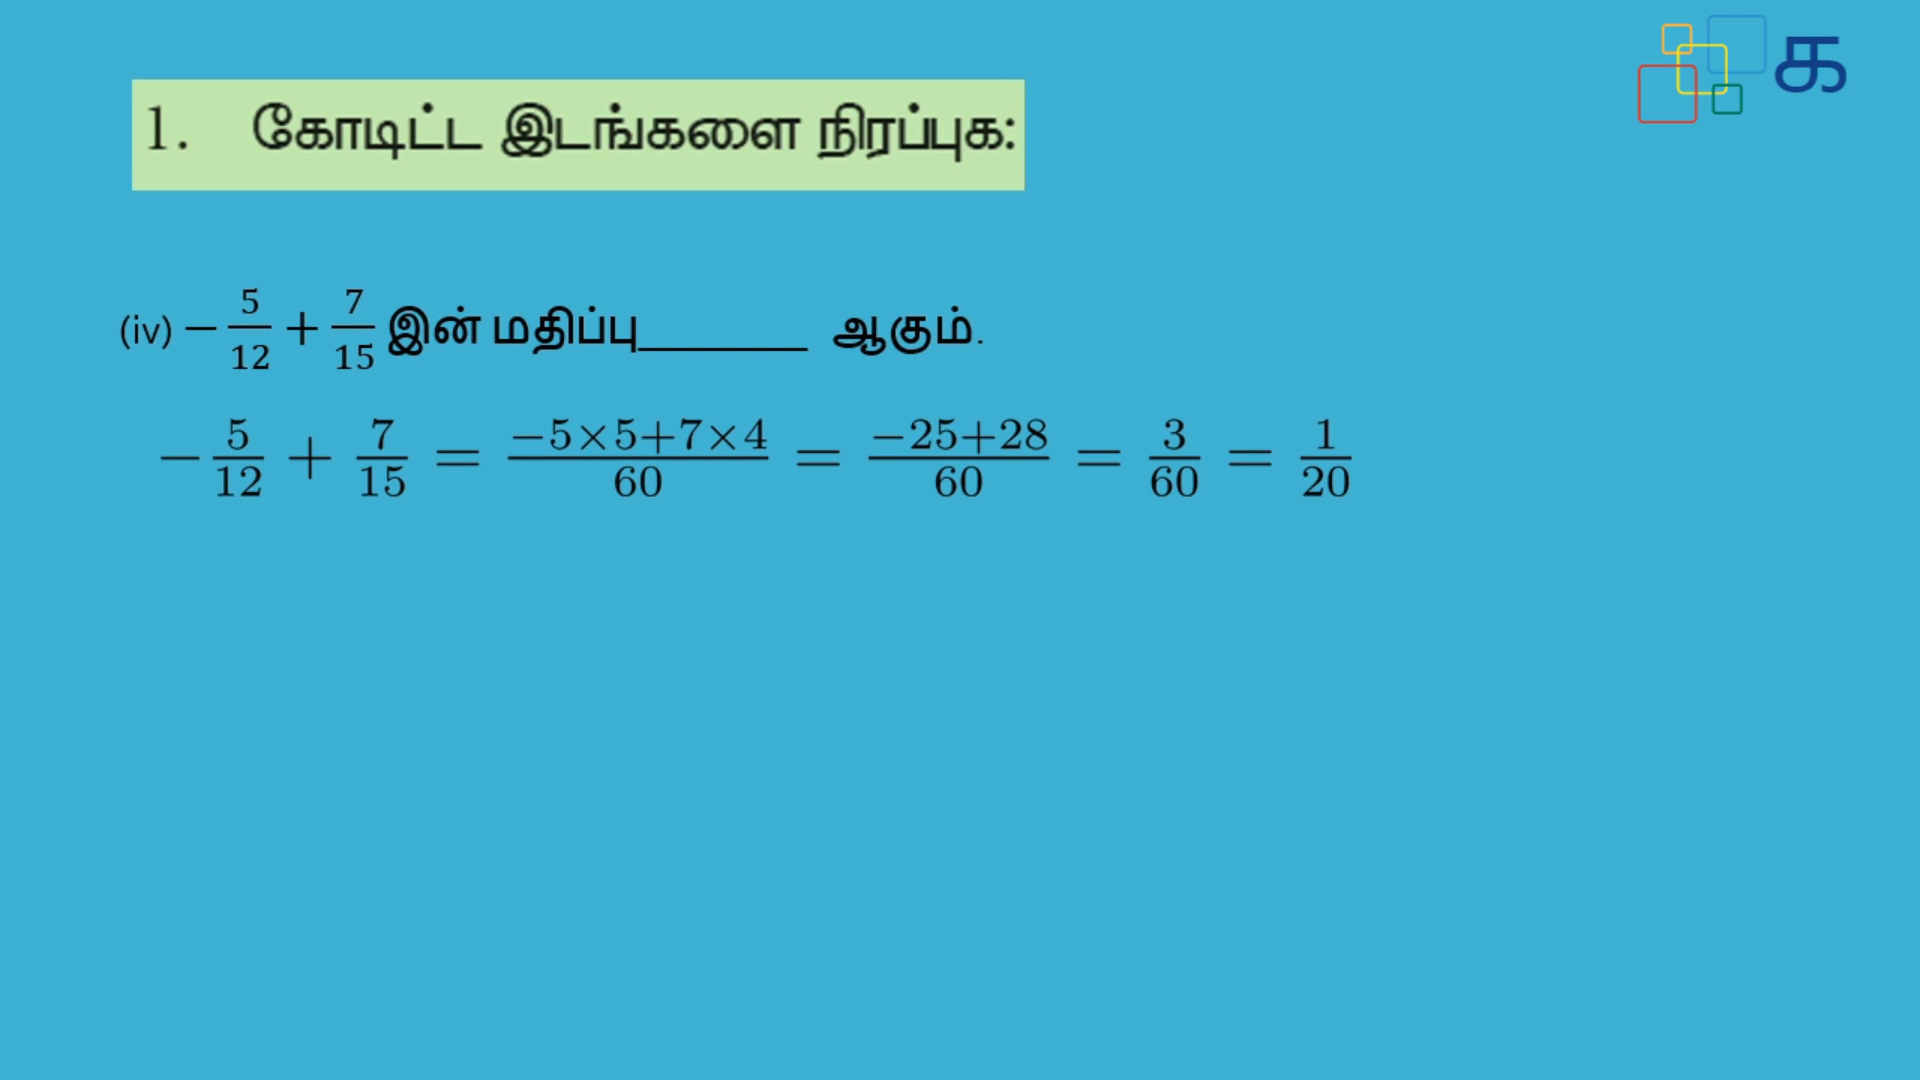 க
1. கோடிட்ட இடங்களை நிரப்புக:
(iv) − 5/12 + 7/15 இன் மதிப்பு_______ ஆகும்.
− 5/12 + 7/15 = −5×5+7×4/60 = −25+28/60 = 3/60 = 1/20